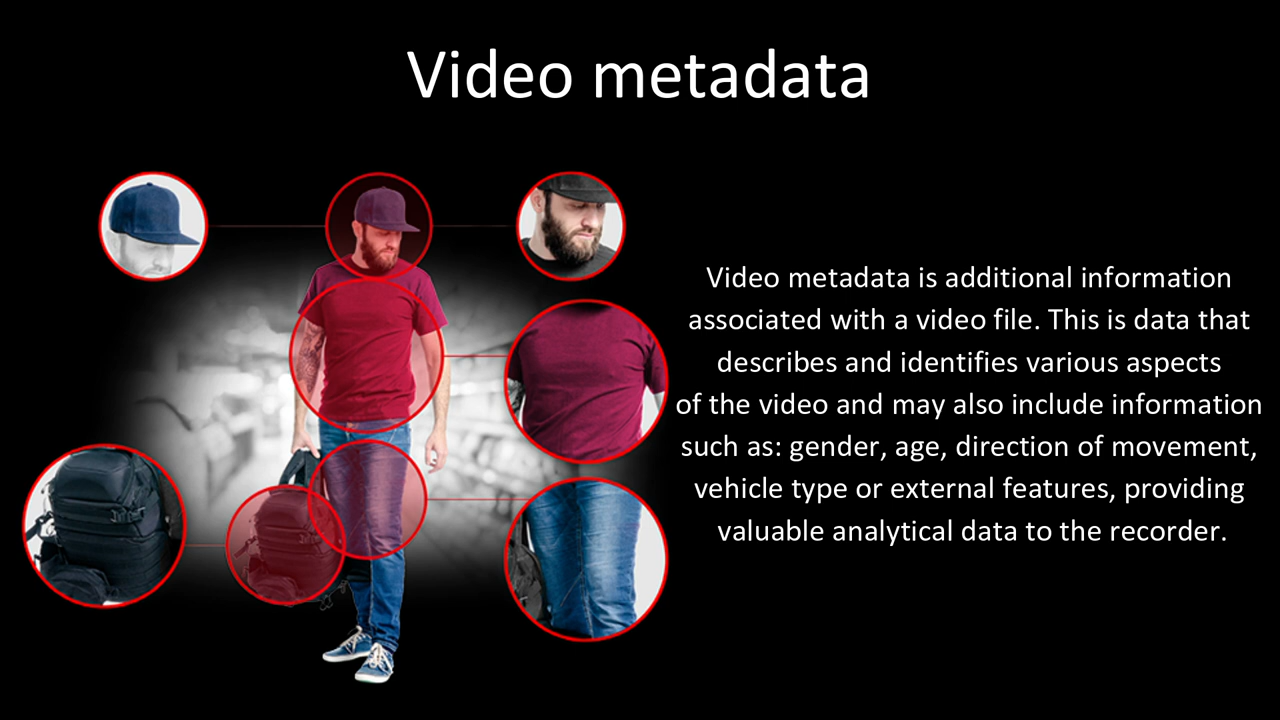 Video metadata
Video metadata is additional information
associated with a video file. This is data that
describes and identifies various aspects
of the video and may also include information
such as: gender, age, direction of movement,
vehicle type or external features, providing
valuable analytical data to the recorder.